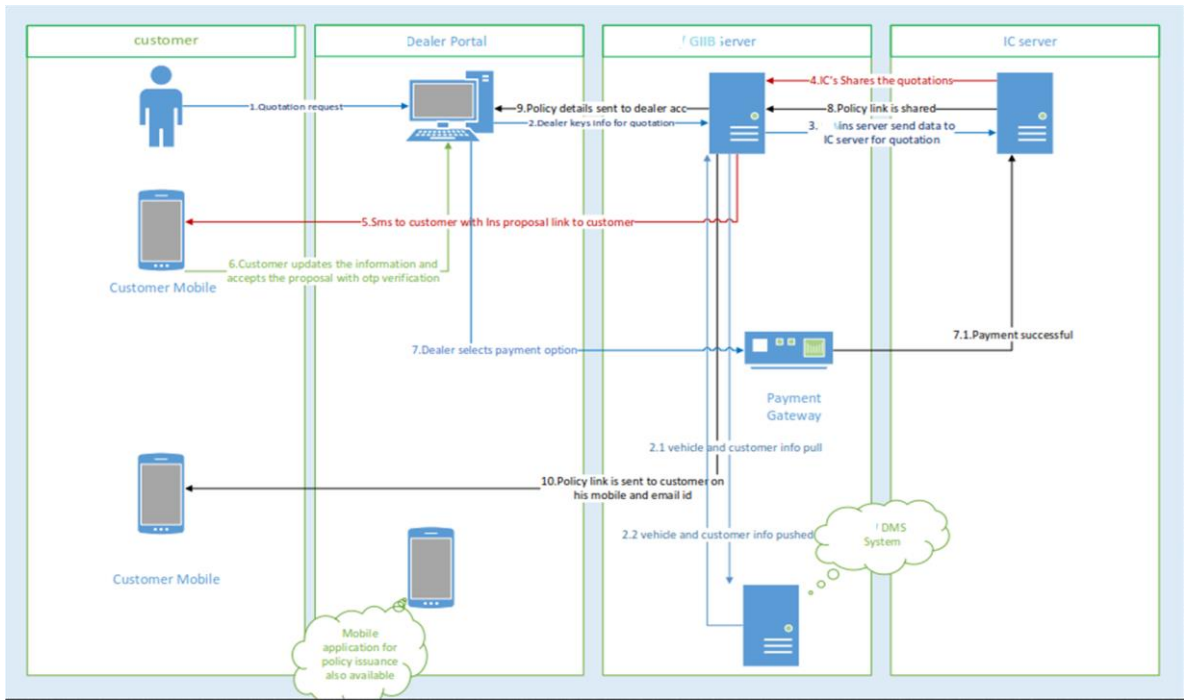 customer
Dealer Portal
GIIB Server
IC server
4.IC's Shares the quotations
9.Policy details sent to dealer acc
8.Policy link is shared
1.Quotation request
2.Dealer keys Info for quotation
3. ins server send data to
IC server for quotation
5.Sms to customer with Ins proposal link to customer
6.Customer updates the information and
accepts the proposal with otp verification
Customer Mobile
7.Dealer selects payment option
7.1.Payment successful
Payment
Gateway
2.1 vehicle and customer info pull
10.Policy link is sent to customer on
his mobile and email id
2.2 vehicle and customer info pushed
DMS
System
Customer Mobile
Mobile
application for
policy issuance
also available